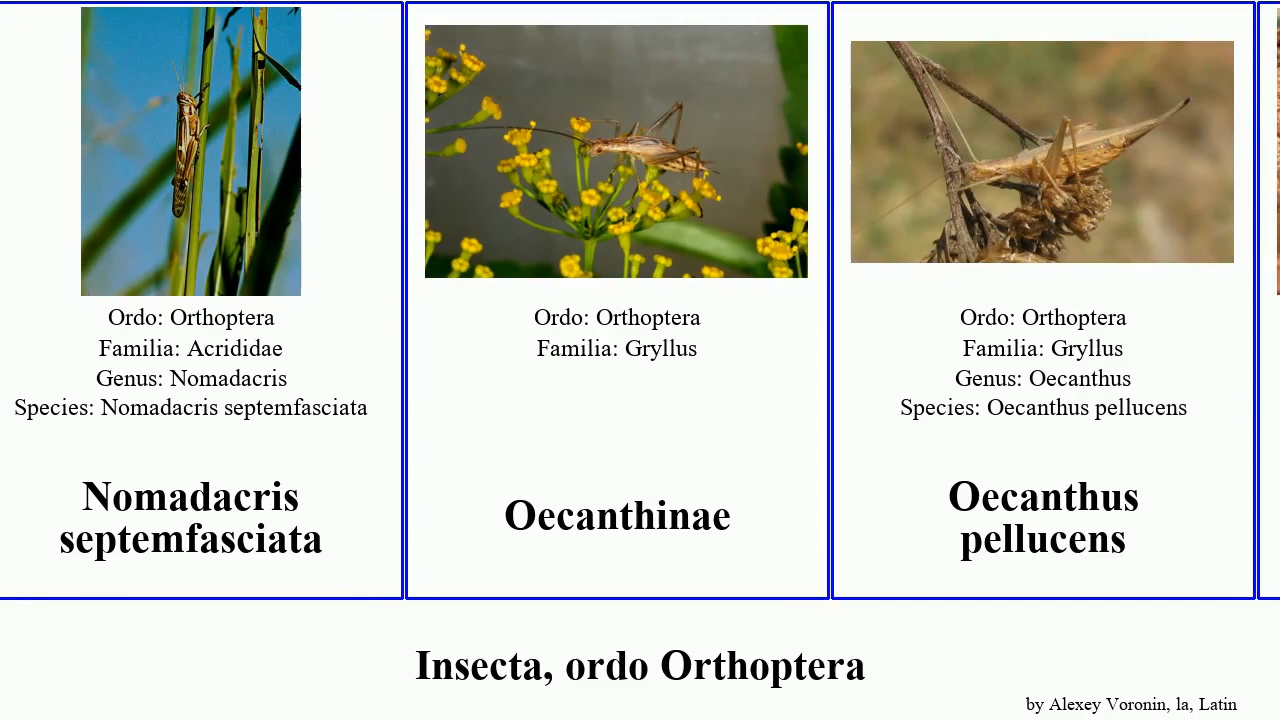 Ordo: Orthoptera
Familia: Acrididae
Genus: Nomadacris
Species: Nomadacris septemfasciata
Nomadacris
septemfasciata
Ordo: Orthoptera
Familia: Gryllus
Oecanthinae
Ordo: Orthoptera
Familia: Gryllus
Genus: Oecanthus
Species: Oecanthus pellucens
Oecanthus
pellucens
Insecta, ordo Orthoptera
by Alexey Voronin, la, Latin